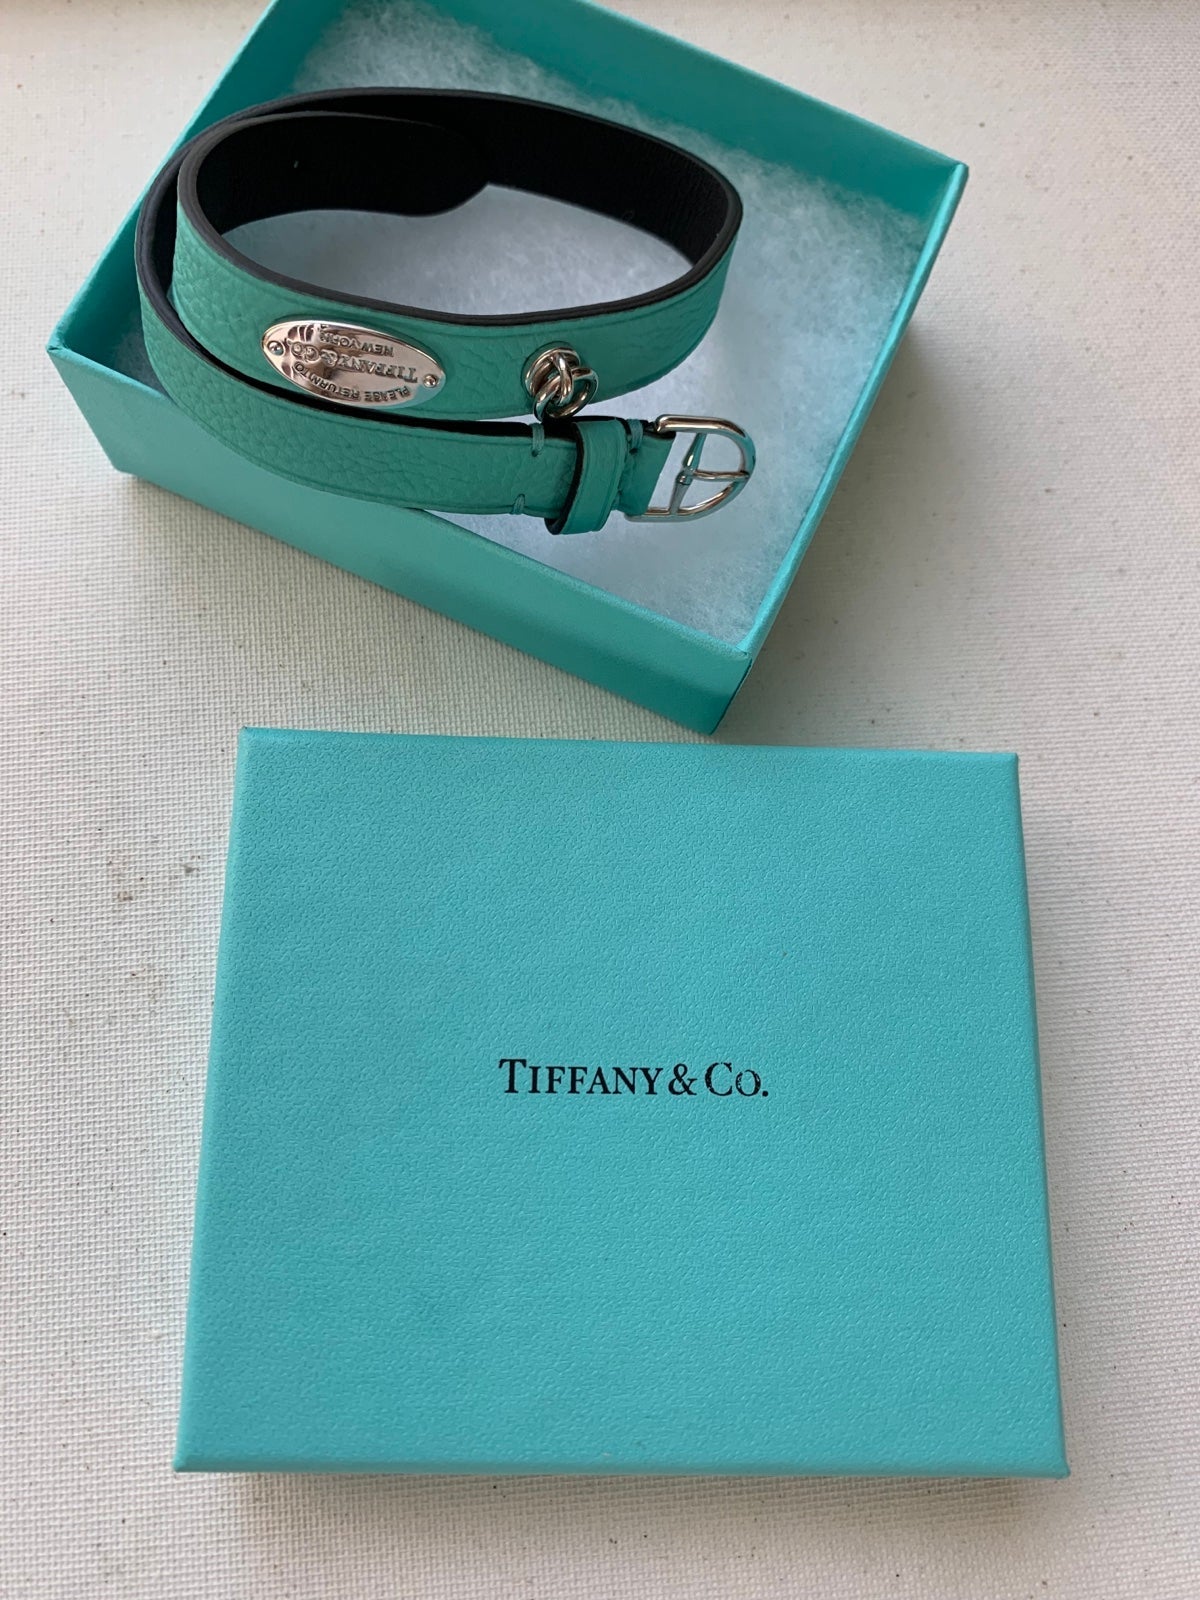 PLEASE RETURN TO
TIFFANY & CO.
NEW YORK
TIFFANY & CO.